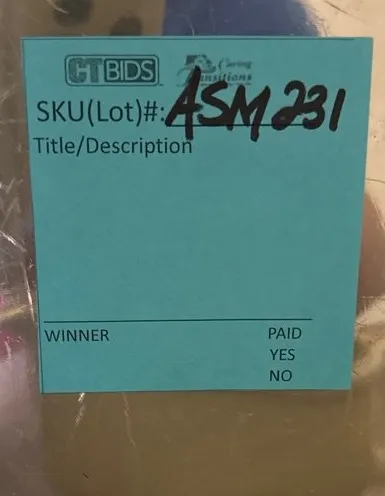 CTBIDS Caring Transitions
SKU(Lot)#: ASM231
Title/Description
WINNER PAID
YES
NO